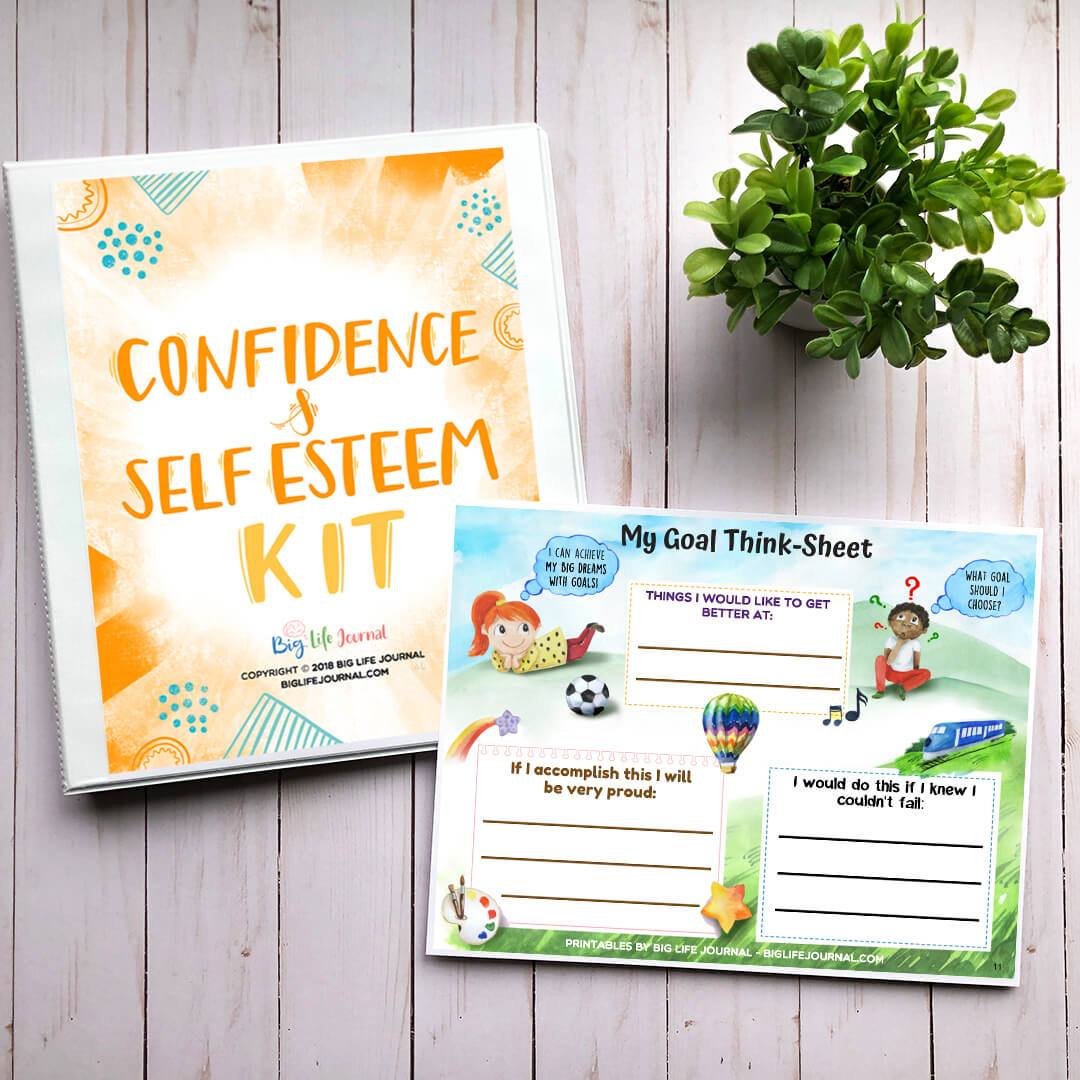 CONFIDENCE
&
SELF ESTEEM
KIT
Big Life Journal
COPYRIGHT © 2018 BIG LIFE JOURNAL
BIGLIFEJOURNAL.COM
My Goal Think-Sheet
I CAN ACHIEVE
MY BIG DREAMS
WITH GOALS!
THINGS I WOULD LIKE TO GET
BETTER AT:
WHAT GOAL
SHOULD I
CHOOSE?
? ? ? ?
If I accomplish this I will
be very proud:
I would do this if I knew I
couldn't fail:
PRINTABLES BY BIG LIFE JOURNAL - BIGLIFEJOURNAL.COM
11